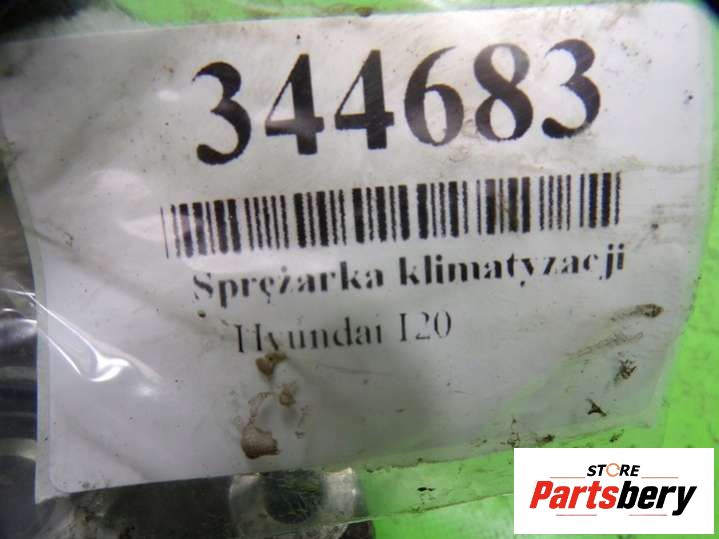 344683
Sprężarka klimatyzacji
Hyundai I20
STORE
Partsbery